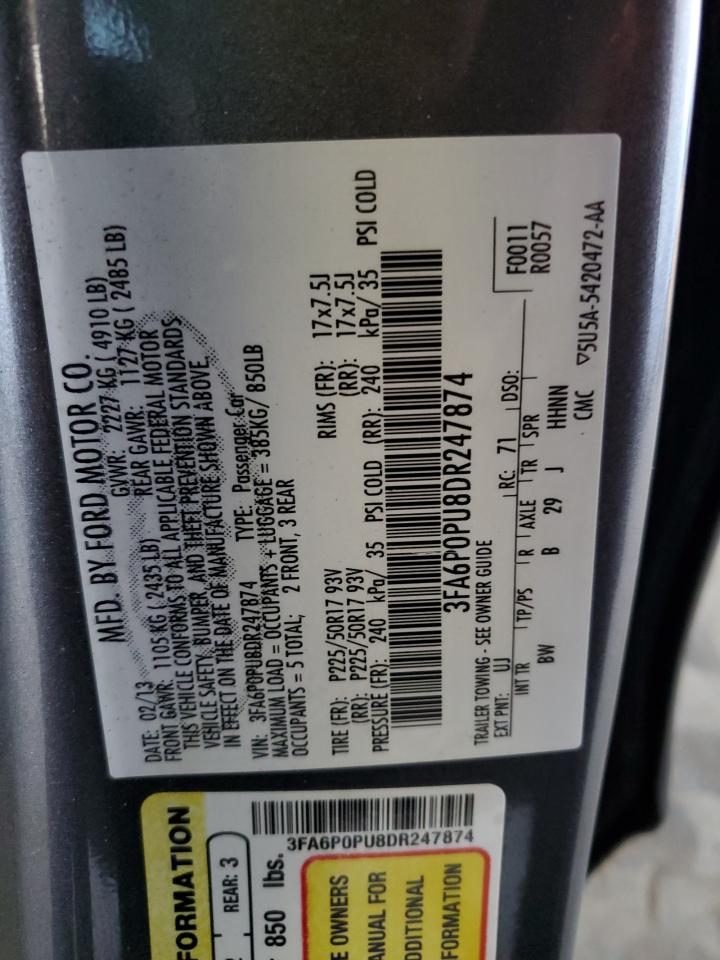 MFD. BY FORD MOTOR CO.
DATE: 02/13 GVWR: 2227 KG ( 4910 LB)
FRONT GAWR: 1105 KG ( 2435 LB) REAR GAWR: 1127 KG ( 2485 LB)
THIS VEHICLE CONFORMS TO ALL APPLICABLE FEDERAL MOTOR
VEHICLE SAFETY, BUMPER, AND THEFT PREVENTION STANDARDS
IN EFFECT ON THE DATE OF MANUFACTURE SHOWN ABOVE.
VIN: 3FA6P0PU8DR247874 TYPE: Passenger Car
MAXIMUM LOAD = OCCUPANTS + LUGGAGE = 385KG/ 850LB
OCCUPANTS = 5 TOTAL; 2 FRONT, 3 REAR
TIRE (FR): P225/50R17 93V RIMS (FR): 17x7.5J
(RR): P225/50R17 93V (RR): 17x7.5J
PRESSURE (FR): 240 kPa/ 35 PSI COLD (RR): 240 kPa/ 35 PSI COLD
3FA6P0PU8DR247874
TRAILER TOWING - SEE OWNER GUIDE F0011
EXT PNT: UJ RC: 71 DSO: R0057
INT TR TP/PS R AXLE TR SPR
BW B 29 J HHNN
CMC ▽5U5A-5420472-AA
FORMATION
REAR: 3
850 lbs.
3FA6P0PU8DR247874
E OWNERS
ANUAL FOR
DDITIONAL
FORMATION